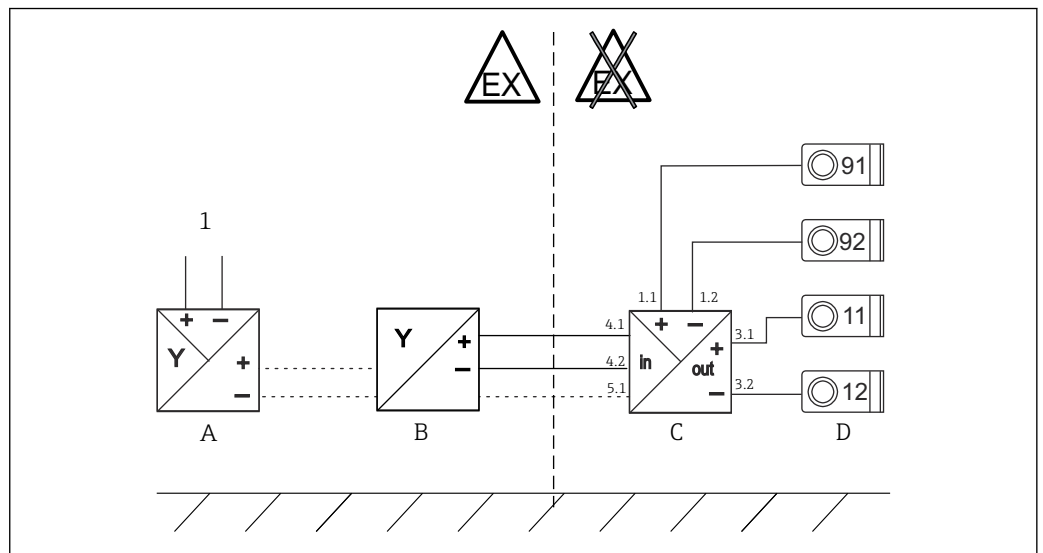 EX
EX
91
1
92
1.1
1.2
11
+ −
4.1
+ −
3.1
Y
+
−
Y
+
−
4.2
in
out
+
−
5.1
3.2
12
A
B
C
D